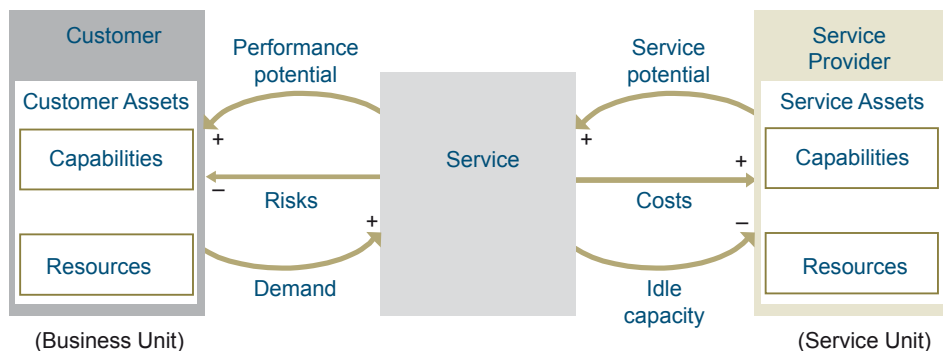 Customer
Customer Assets
Capabilities
Resources
(Business Unit)
Performance
potential
+
–
Risks
+
Demand
Service
Service
potential
+
+
Costs
–
Idle
capacity
Service
Provider
Service Assets
Capabilities
Resources
(Service Unit)